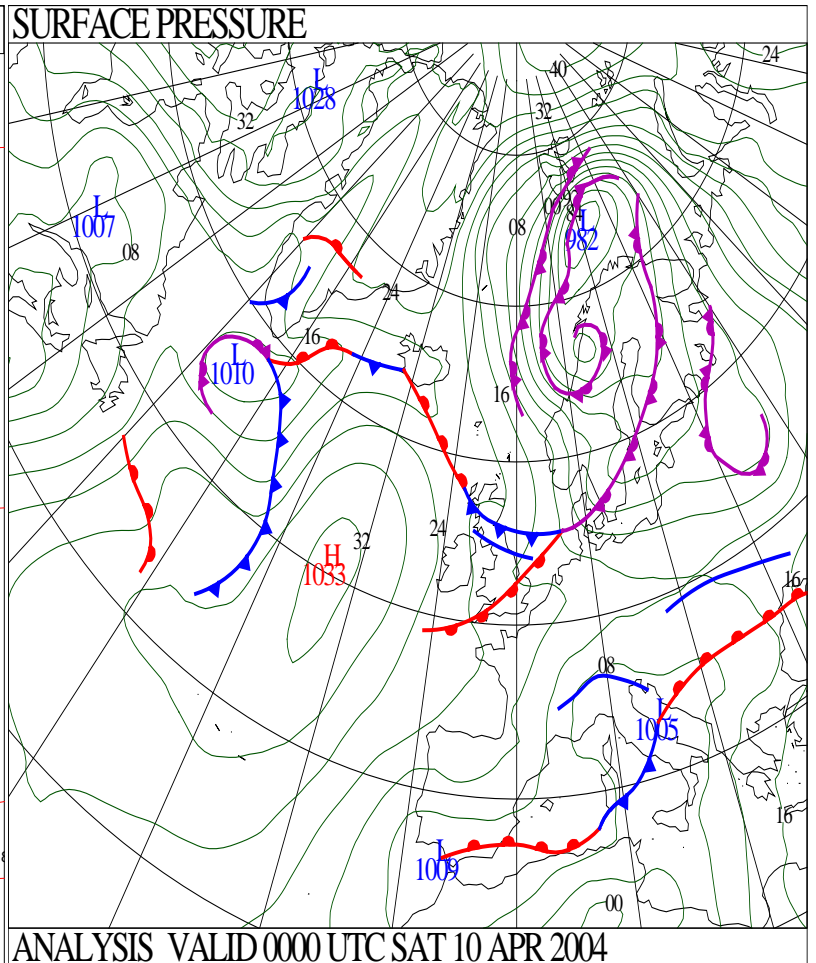 SURFACE PRESSURE
24
40
L
1028
32
32
L
1007
08
08
L
982
24
16
L
1010
16
24
32
H
1033
16
08
L
1005
16
L
1009
00
ANALYSIS VALID 0000 UTC SAT 10 APR 2004